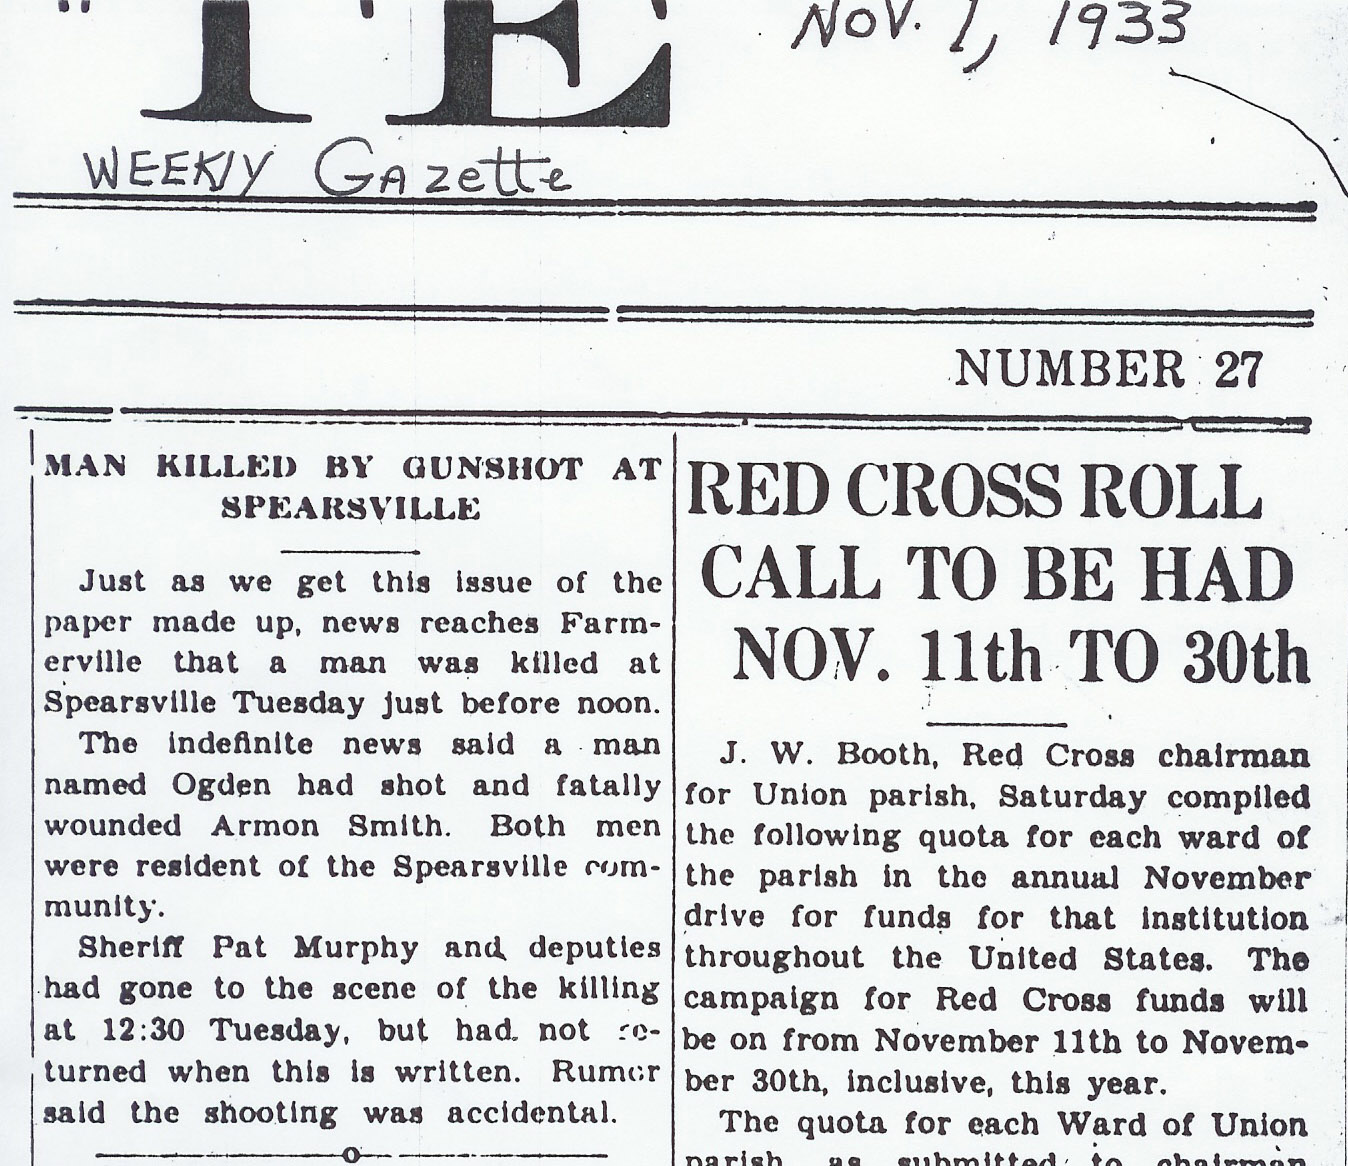 TE
Nov. 1, 1933
WEEKLY Gazette
NUMBER 27
MAN KILLED BY GUNSHOT AT
SPEARSVILLE
Just as we get this issue of the
paper made up, news reaches Farm-
erville that a man was killed at
Spearsville Tuesday just before noon.
The indefinite news said a man
named Ogden had shot and fatally
wounded Armon Smith. Both men
were resident of the Spearsville com-
munity.
Sheriff Pat Murphy and deputies
had gone to the scene of the killing
at 12:30 Tuesday, but had not re-
turned when this is written. Rumor
said the shooting was accidental.
RED CROSS ROLL
CALL TO BE HAD
NOV. 11th TO 30th
J. W. Booth, Red Cross chairman
for Union parish, Saturday compiled
the following quota for each ward of
the parish in the annual November
drive for funds for that institution
throughout the United States. The
campaign for Red Cross funds will
be on from November 11th to Novem-
ber 30th, inclusive, this year.
The quota for each Ward of Union
parish, as submitted to chairman